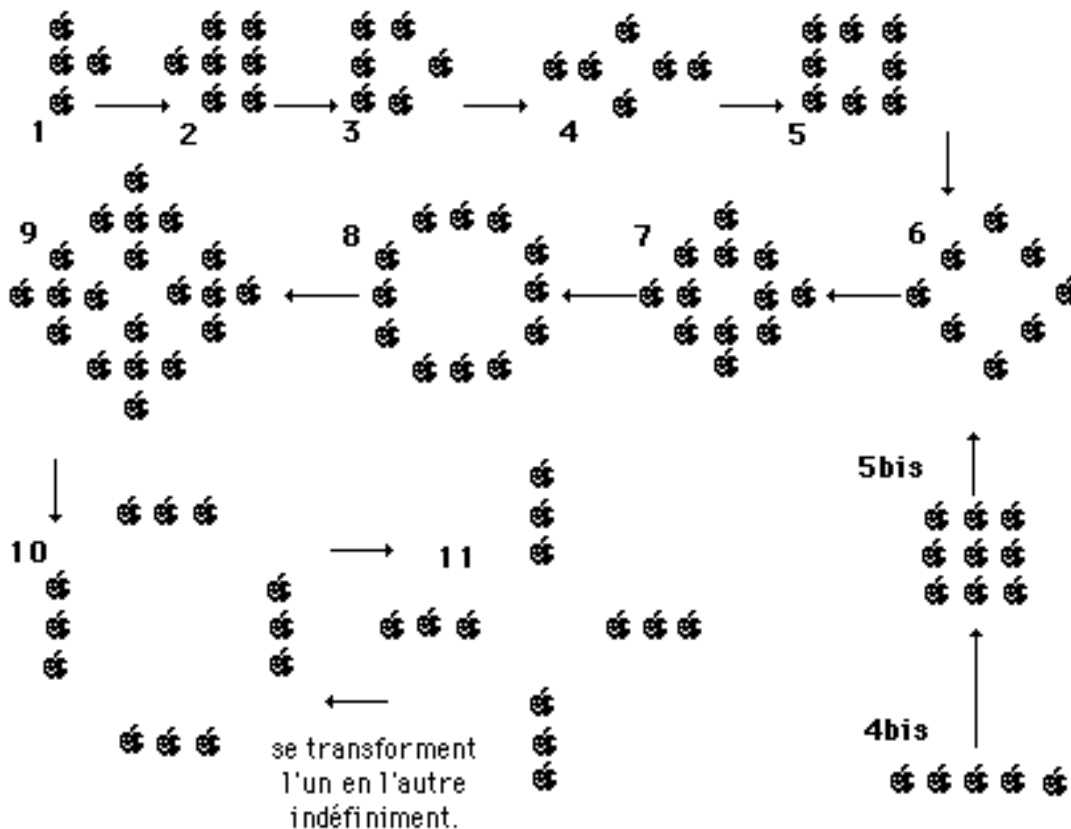 1
2
3
4
5
9
8
7
6
5bis
10
11
4bis
se transforment
l'un en l'autre
indéfiniment.